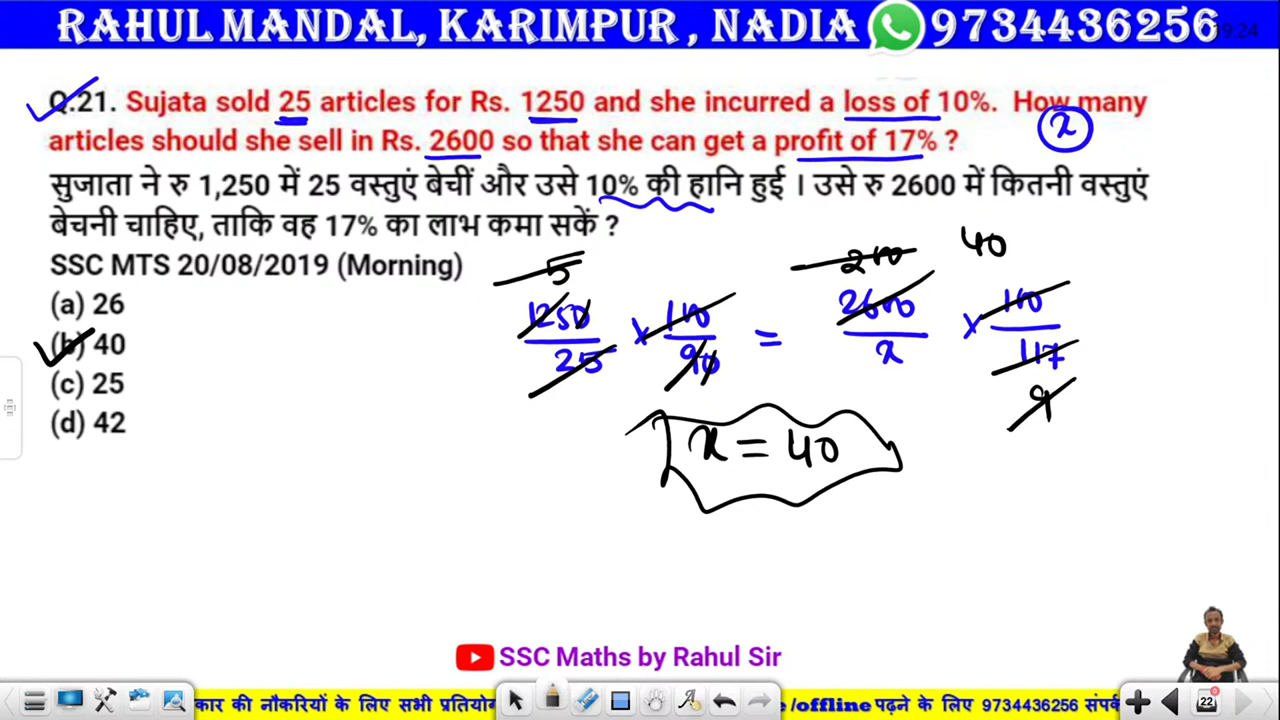 RAHUL MANDAL, KARIMPUR , NADIA 9734436256
19:24
Q.21. Sujata sold 25 articles for Rs. 1250 and she incurred a loss of 10%. How many
x
articles should she sell in Rs. 2600 so that she can get a profit of 17% ?
सुजाता ने रु 1,250 में 25 वस्तुएं बेचीं और उसे 10% की हानि हुई । उसे रु 2600 में कितनी वस्तुएं
बेचनी चाहिए, ताकि वह 17% का लाभ कमा सकें ?
SSC MTS 20/08/2019 (Morning)
(a) 26
(b) 40
(c) 25
(d) 42
5 200 40
1250/25 × 100/90 = 2600/x × 100/117
9
x = 40
SSC Maths by Rahul Sir
कार की नौकरियों के लिए सभी प्रतियोग
/offline पढ़ने के लिए 9734436256 संपर्क
22